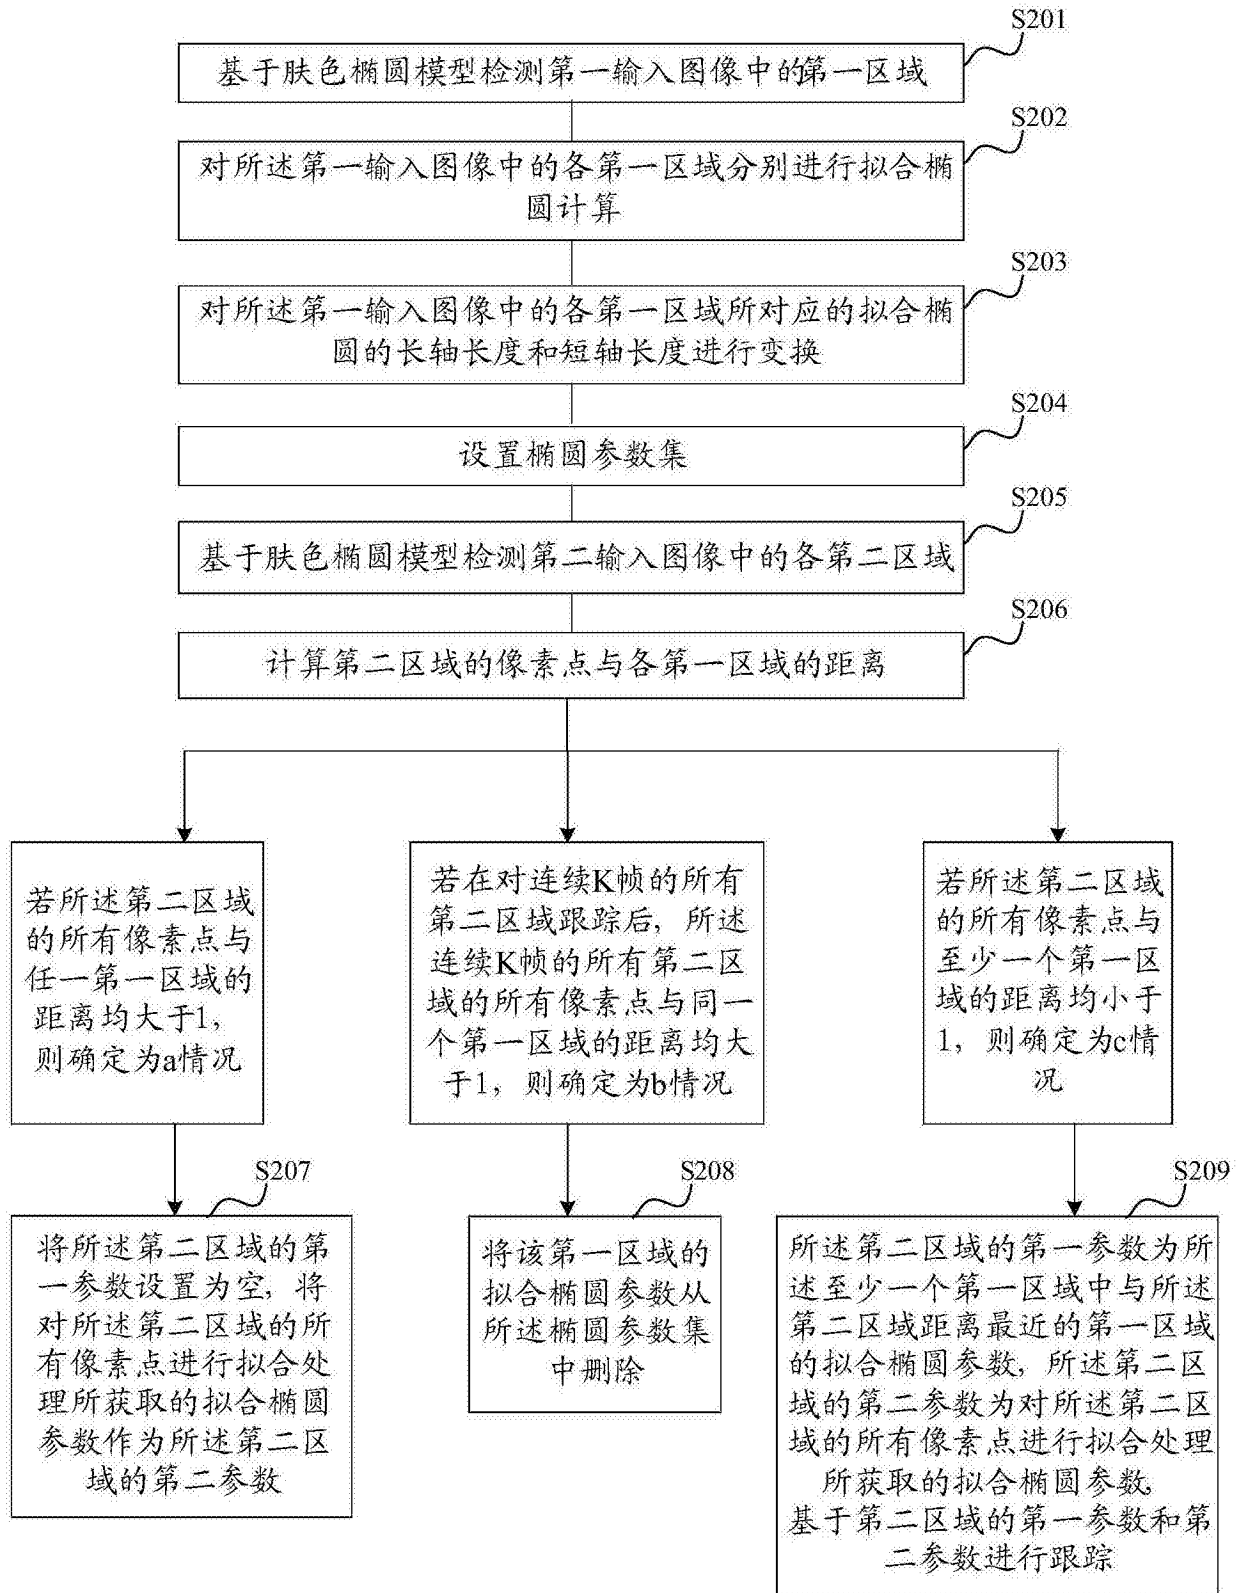 S201
基于肤色椭圆模型检测第一输入图像中的第一区域
S202
对所述第一输入图像中的各第一区域分别进行拟合椭
圆计算
S203
对所述第一输入图像中的各第一区域所对应的拟合椭
圆的长轴长度和短轴长度进行变换
S204
设置椭圆参数集
S205
基于肤色椭圆模型检测第二输入图像中的各第二区域
S206
计算第二区域的像素点与各第一区域的距离
若所述第二区域
的所有像素点与
任一第一区域的
距离均大于1，
则确定为a情况
若在对连续K帧的所有
第二区域跟踪后，所述
连续K帧的所有第二区
域的所有像素点与同一
个第一区域的距离均大
于1，则确定为b情况
若所述第二区域
的所有像素点与
至少一个第一区
域的距离均小于
1，则确定为c情
况
S207
将所述第二区域的第
一参数设置为空，将
对所述第二区域的所
有像素点进行拟合处
理所获取的拟合椭圆
参数作为所述第二区
域的第二参数
S208
将该第一区域的
拟合椭圆参数从
所述椭圆参数集
中删除
S209
所述第二区域的第一参数为所
述至少一个第一区域中与所述
第二区域距离最近的第一区域
的拟合椭圆参数，所述第二区
域的第二参数为对所述第二区
域的所有像素点进行拟合处理
所获取的拟合椭圆参数，
基于第二区域的第一参数和第
二参数进行跟踪